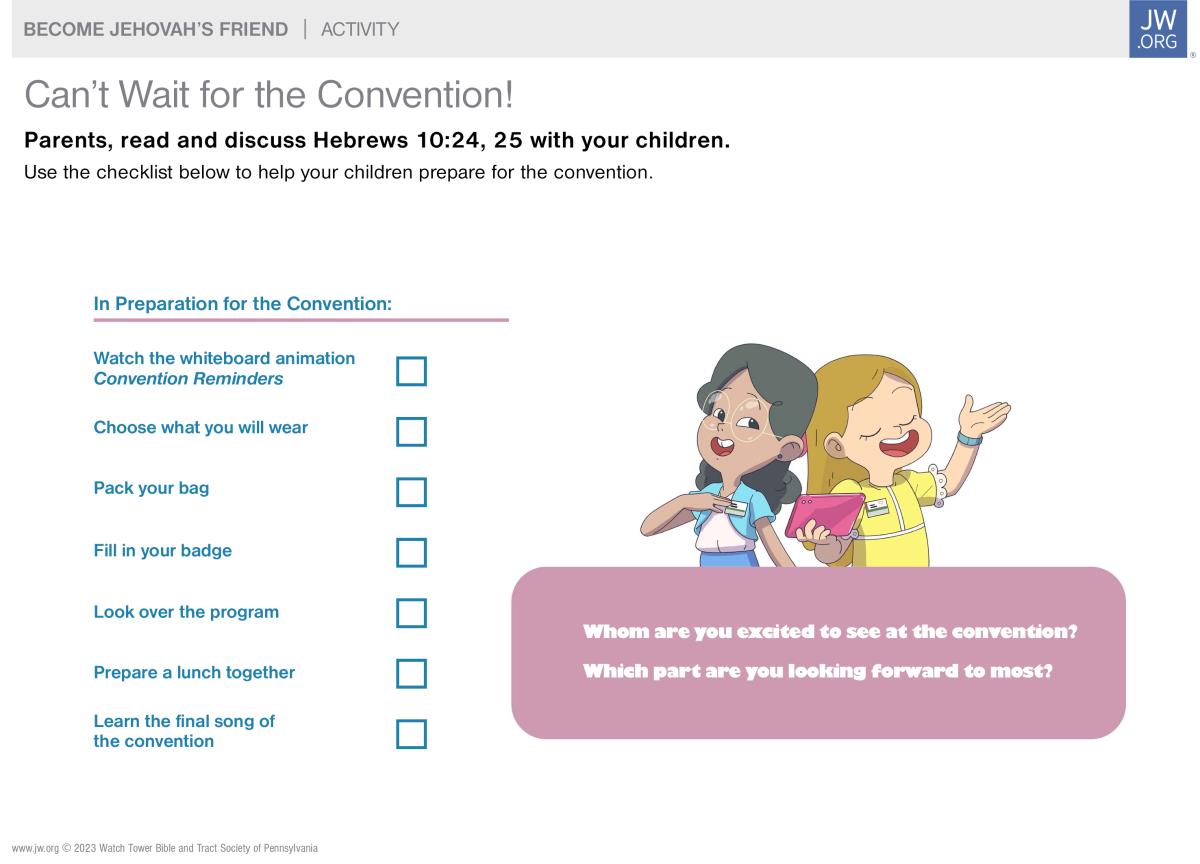 BECOME JEHOVAH'S FRIEND | ACTIVITY
JW
.ORG
®
Can't Wait for the Convention!
Parents, read and discuss Hebrews 10:24, 25 with your children.
Use the checklist below to help your children prepare for the convention.
In Preparation for the Convention:
Watch the whiteboard animation
Convention Reminders
Choose what you will wear
Pack your bag
Fill in your badge
Look over the program
Prepare a lunch together
Learn the final song of
the convention
Whom are you excited to see at the convention?
Which part are you looking forward to most?
www.jw.org © 2023 Watch Tower Bible and Tract Society of Pennsylvania